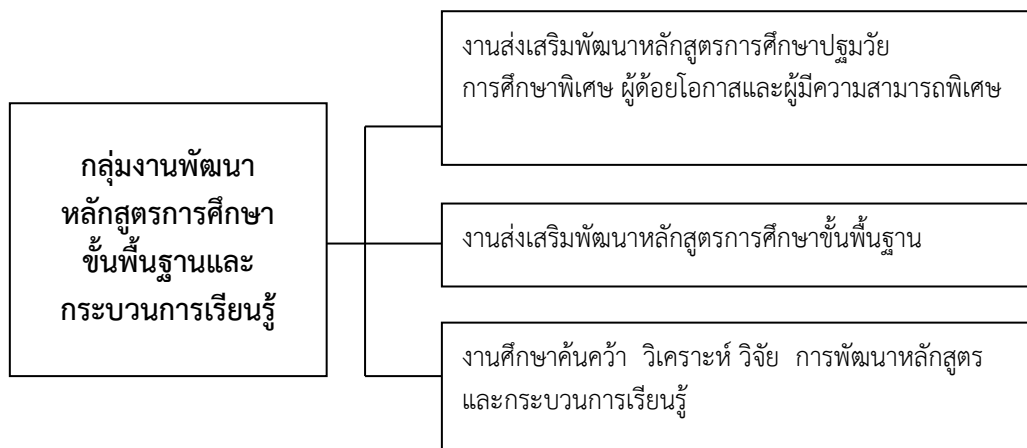 งานส่งเสริมพัฒนาหลักสูตรการศึกษาปฐมวัย
การศึกษาพิเศษ ผู้ด้อยโอกาสและผู้มีความสามารถพิเศษ
กลุ่มงานพัฒนา
หลักสูตรการศึกษา
ขั้นพื้นฐานและ
กระบวนการเรียนรู้
งานส่งเสริมพัฒนาหลักสูตรการศึกษาขั้นพื้นฐาน
งานศึกษาค้นคว้า วิเคราะห์ วิจัย การพัฒนาหลักสูตร
และกระบวนการเรียนรู้